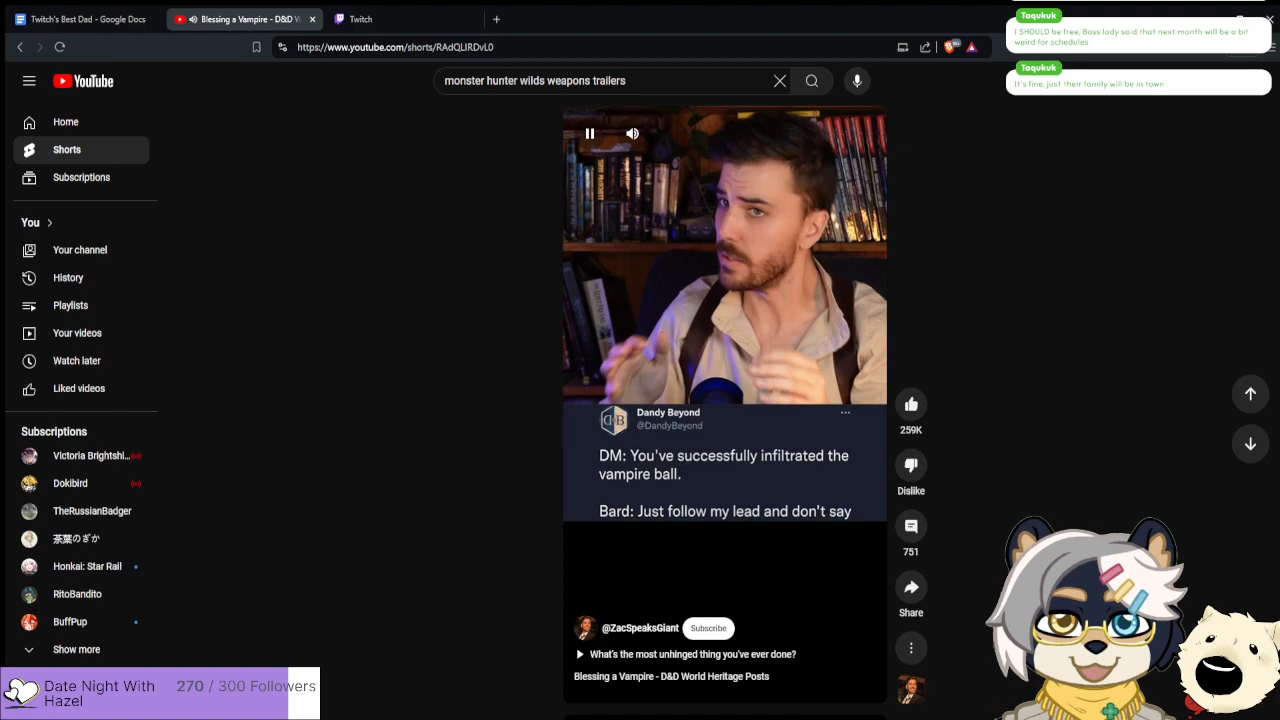 Twitch's Best Dad - Google Docs
Blessing a Vampire - D&D W
Twitch
https://www.youtube.com/shorts/
YouTube
summer wilde weapons trailers
Home
Shorts
Subscriptions
You
Your channel
History
Playlists
Your videos
Watch later
Liked videos
Subscriptions
Victoria Brightshi...
Dokibird
TheRussianBadger
茶葉のぎか
Honkai: Star Rail
RitoBandito
BuffPup
Show more
Date Night With
Hazel
270 / 300 Followers
Dandy Beyond
@DandyBeyond
DM: You've successfully infiltrated the
vampire ball.
Bard: Just follow my lead and don't say
@ZacSpeaksGiant
Subscribe
What's the most unhinged thing you've ever done?
Blessing a Vampire - D&D World Heritage Posts
259K
Dislike
751
Share
Taqukuk
I SHOULD be free, Boss lady said that next month will be a bit
weird for schedules
Taqukuk
It's fine, just their family will be in town